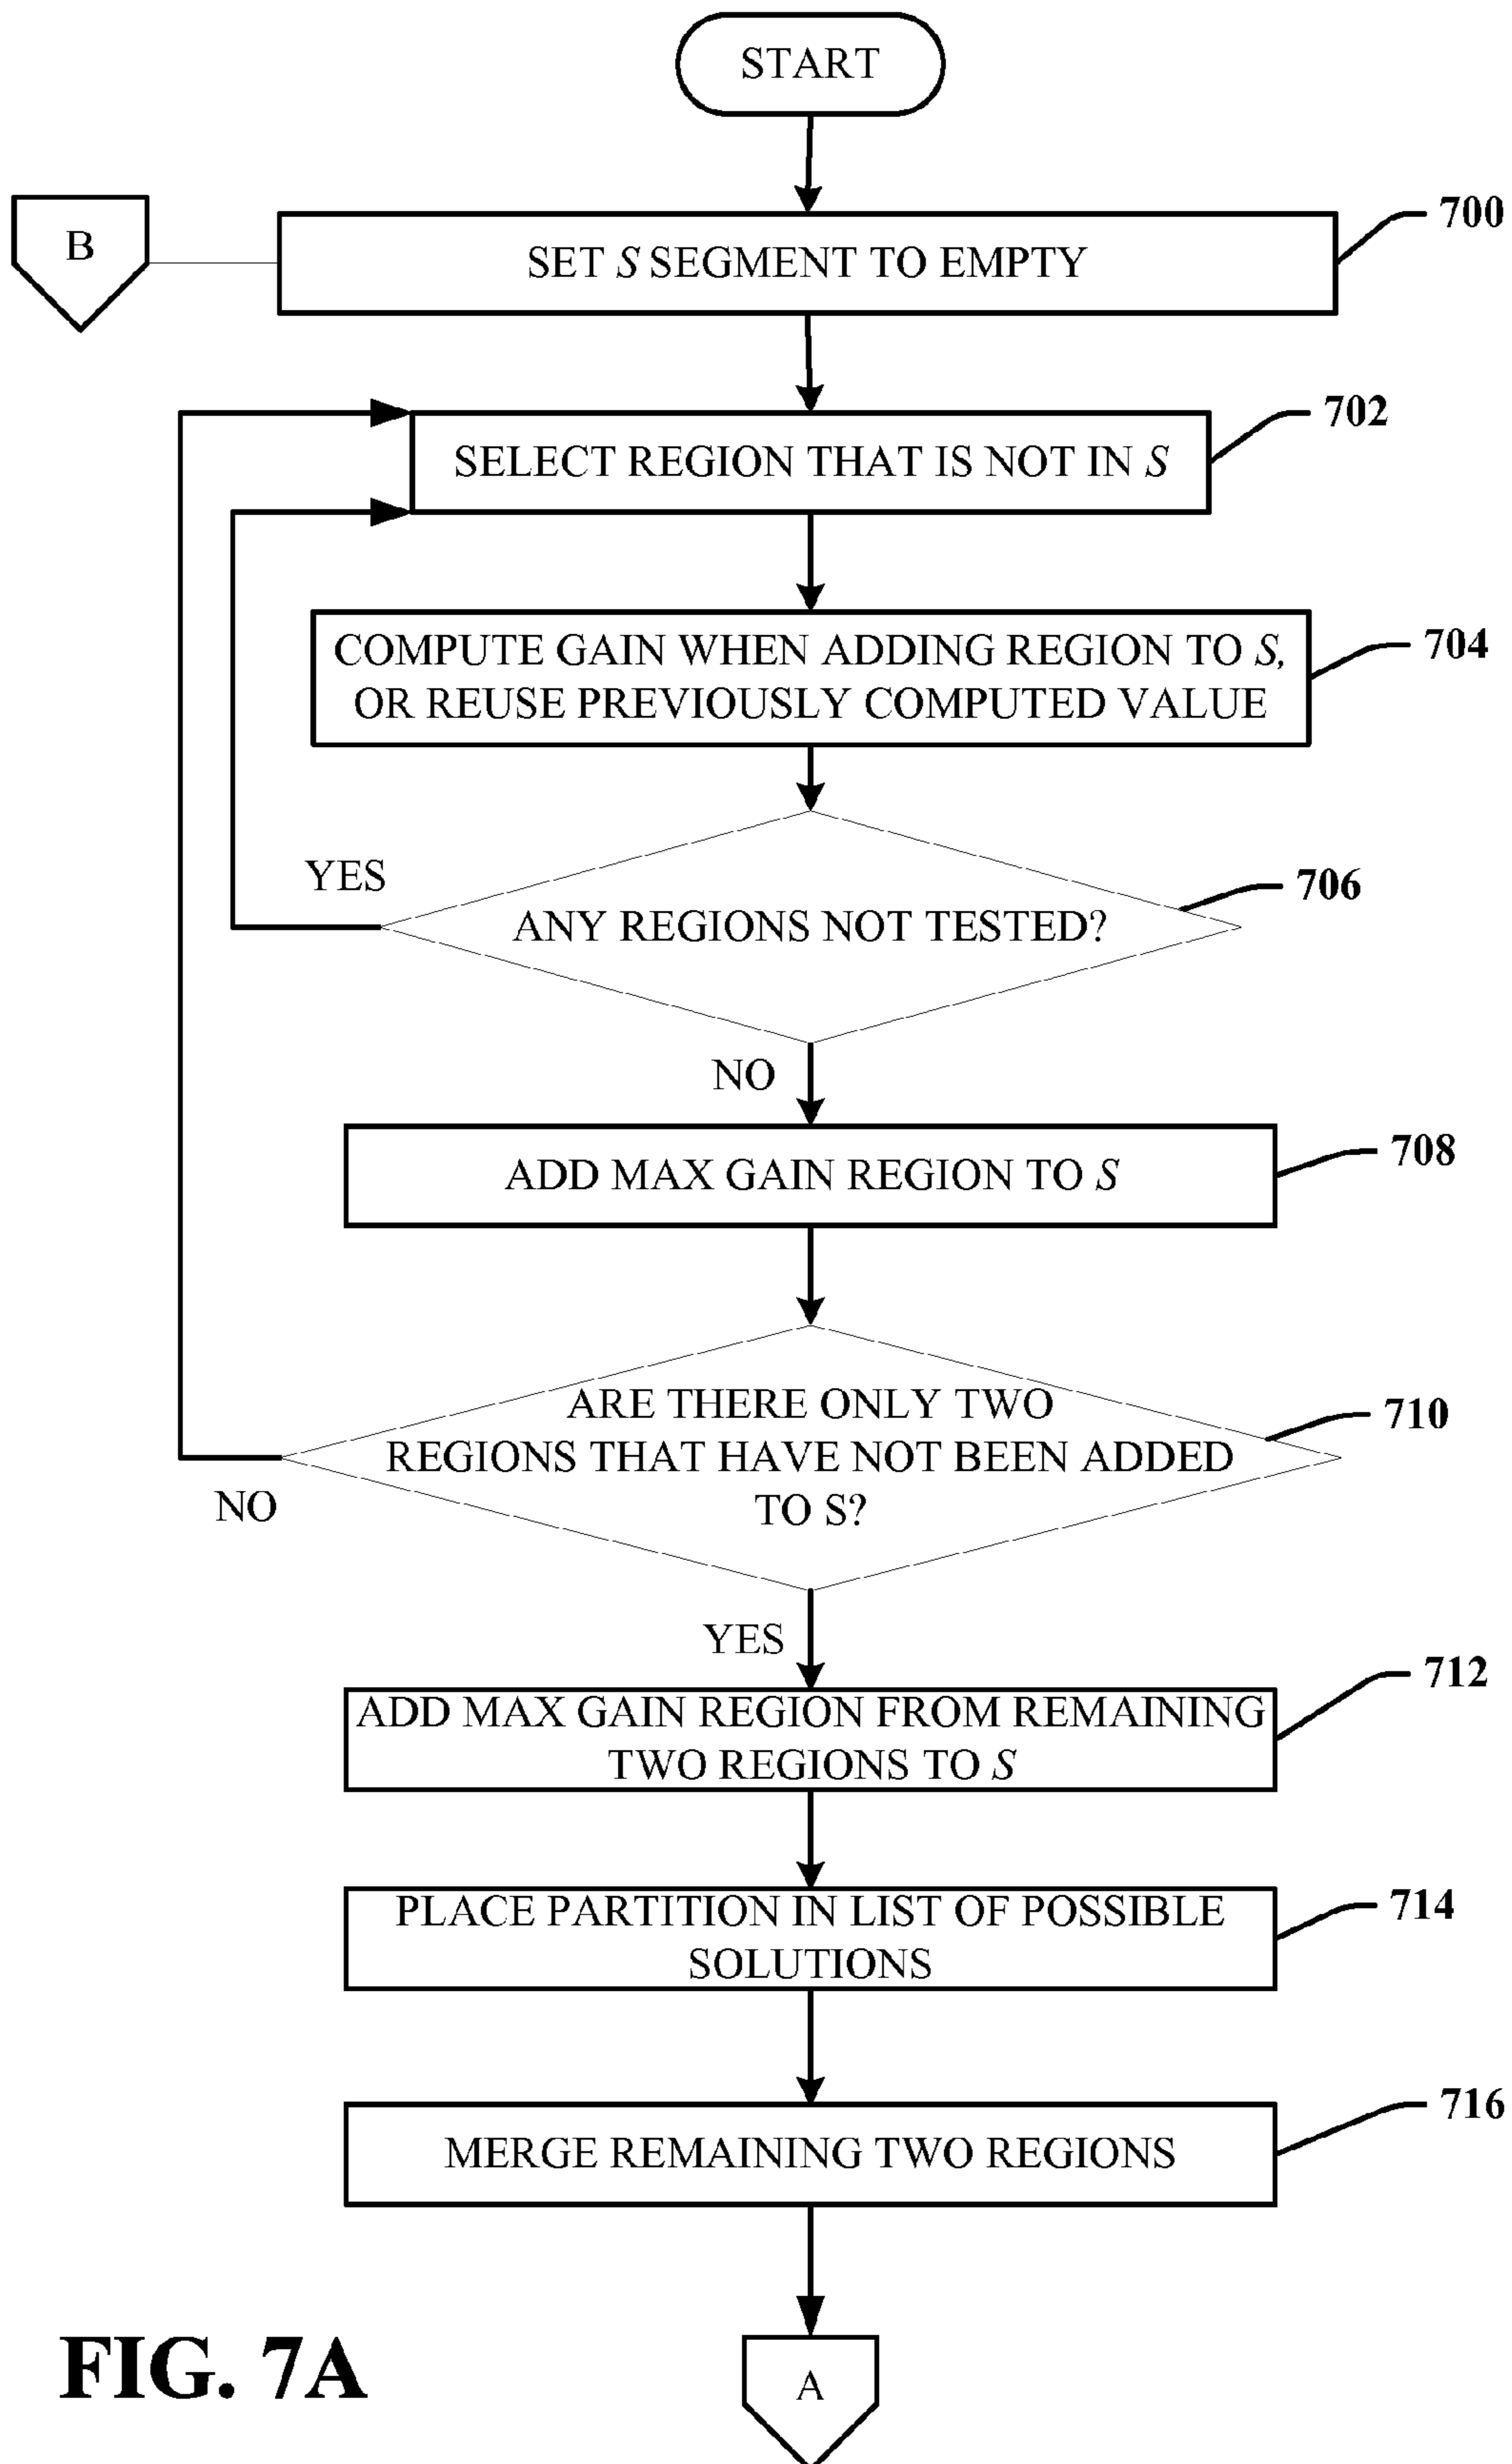 START
B
700
SET S SEGMENT TO EMPTY
702
SELECT REGION THAT IS NOT IN S
704
COMPUTE GAIN WHEN ADDING REGION TO S,
OR REUSE PREVIOUSLY COMPUTED VALUE
YES
706
ANY REGIONS NOT TESTED?
NO
708
ADD MAX GAIN REGION TO S
710
ARE THERE ONLY TWO
REGIONS THAT HAVE NOT BEEN ADDED
TO S?
NO
YES
712
ADD MAX GAIN REGION FROM REMAINING
TWO REGIONS TO S
714
PLACE PARTITION IN LIST OF POSSIBLE
SOLUTIONS
716
MERGE REMAINING TWO REGIONS
FIG. 7A
A